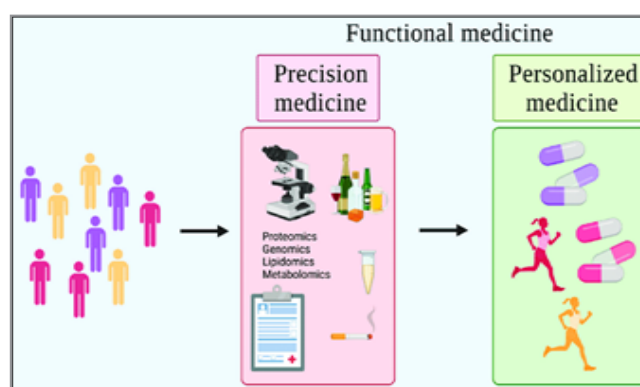 Functional medicine
Precision
medicine
Personalized
medicine
Proteomics
Genomics
Lipidomics
Metabolomics